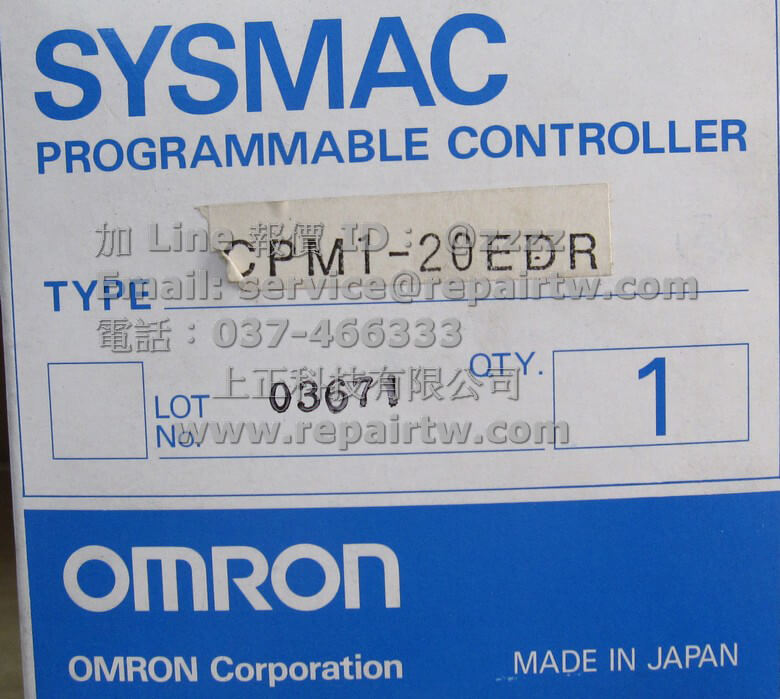 SYSMAC
PROGRAMMABLE CONTROLLER
加 Line 報價 ID: @zzzz
CPM1-20EDR
TYPE
Email: service@repairtw.com
電話：037-466333
上正科技有限公司
LOT No. 03671
QTY. 1
www.repairtw.com
OMRON
OMRON Corporation
MADE IN JAPAN